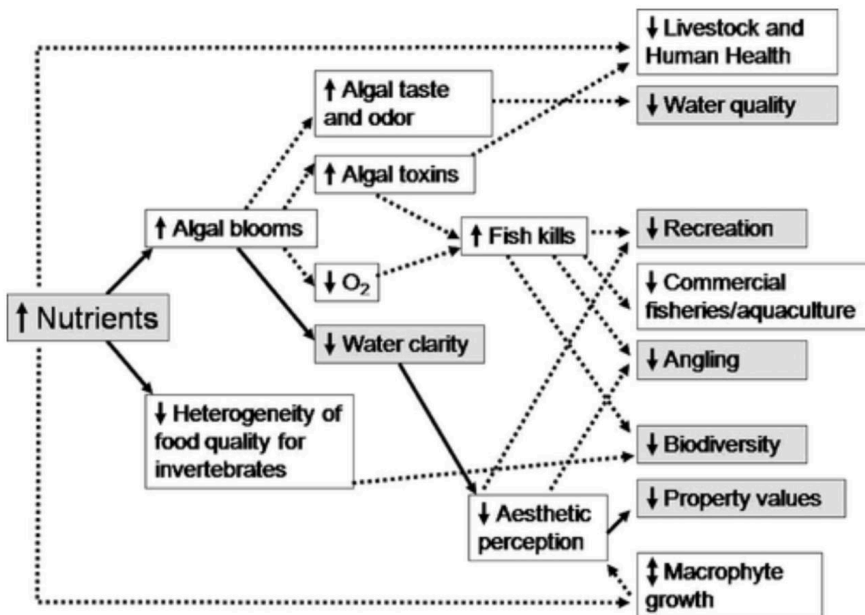 ↓ Livestock and
Human Health
↑ Algal taste
and odor
↓ Water quality
↑ Algal toxins
↑ Algal blooms
↑ Fish kills
↓ Recreation
↓ O₂
↓ Commercial
fisheries/aquaculture
↑ Nutrients
↓ Water clarity
↓ Angling
↓ Heterogeneity of
food quality for
invertebrates
↓ Biodiversity
↓ Property values
↓ Aesthetic
perception
↕ Macrophyte
growth